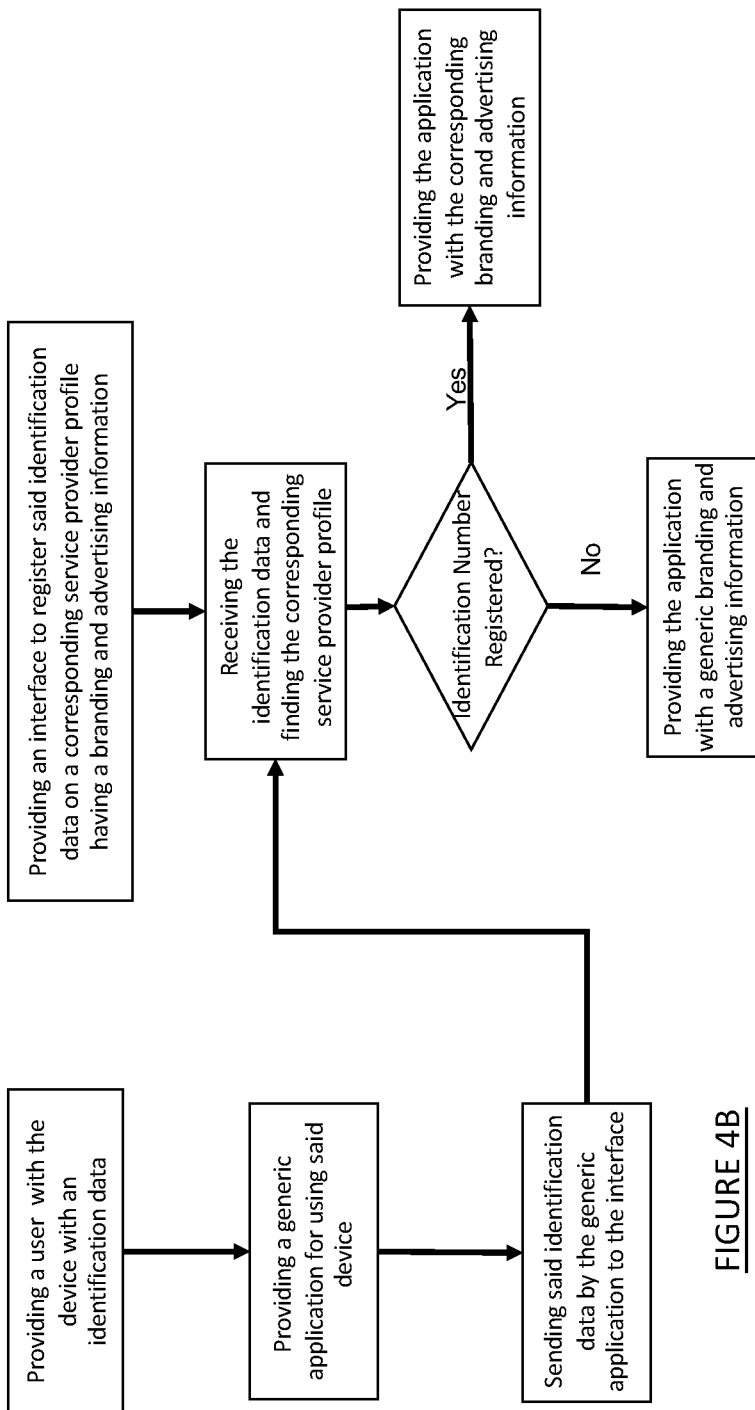 Providing a user with the
device with an
identification data
Providing a generic
application for using said
device
Sending said identification
data by the generic
application to the interface
Providing an interface to register said identification
data on a corresponding service provider profile
having a branding and advertising information
Receiving the
identification data and
finding the corresponding
service provider profile
Identification Number
Registered?
Yes
No
Providing the application
with the corresponding
branding and advertising
information
Providing the application
with a generic branding and
advertising information
FIGURE 4B